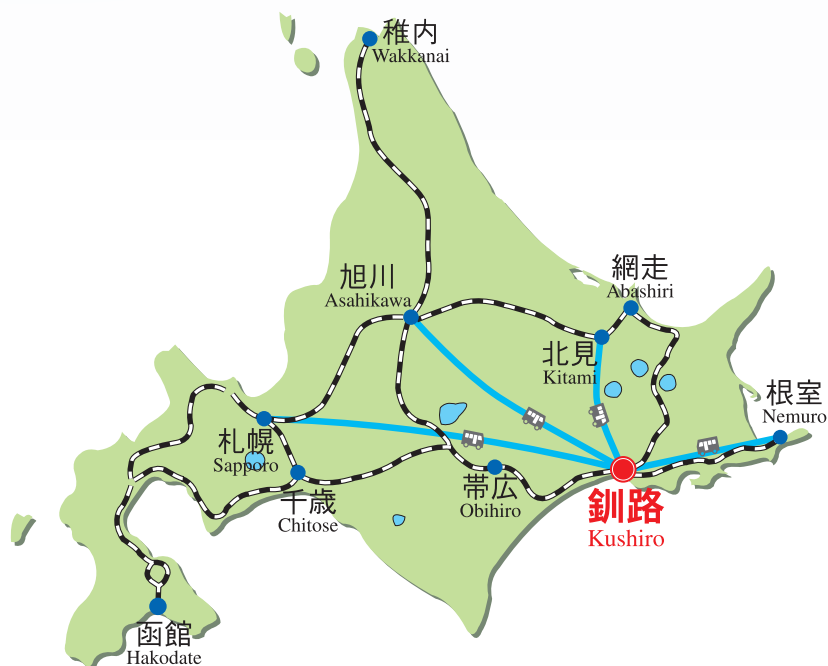 稚内
Wakkanai
網走
Abashiri
旭川
Asahikawa
北見
Kitami
根室
Nemuro
札幌
Sapporo
帯広
Obihiro
千歳
Chitose
釧路
Kushiro
函館
Hakodate